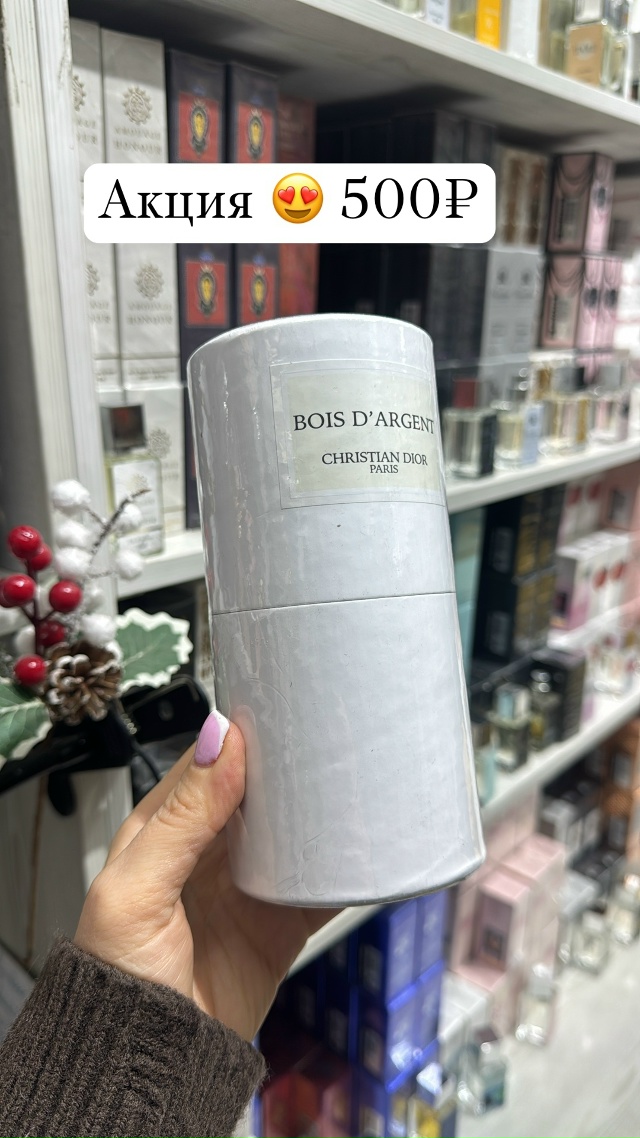 Акция 😍 500₽
BOIS D'ARGENT
CHRISTIAN DIOR
PARIS